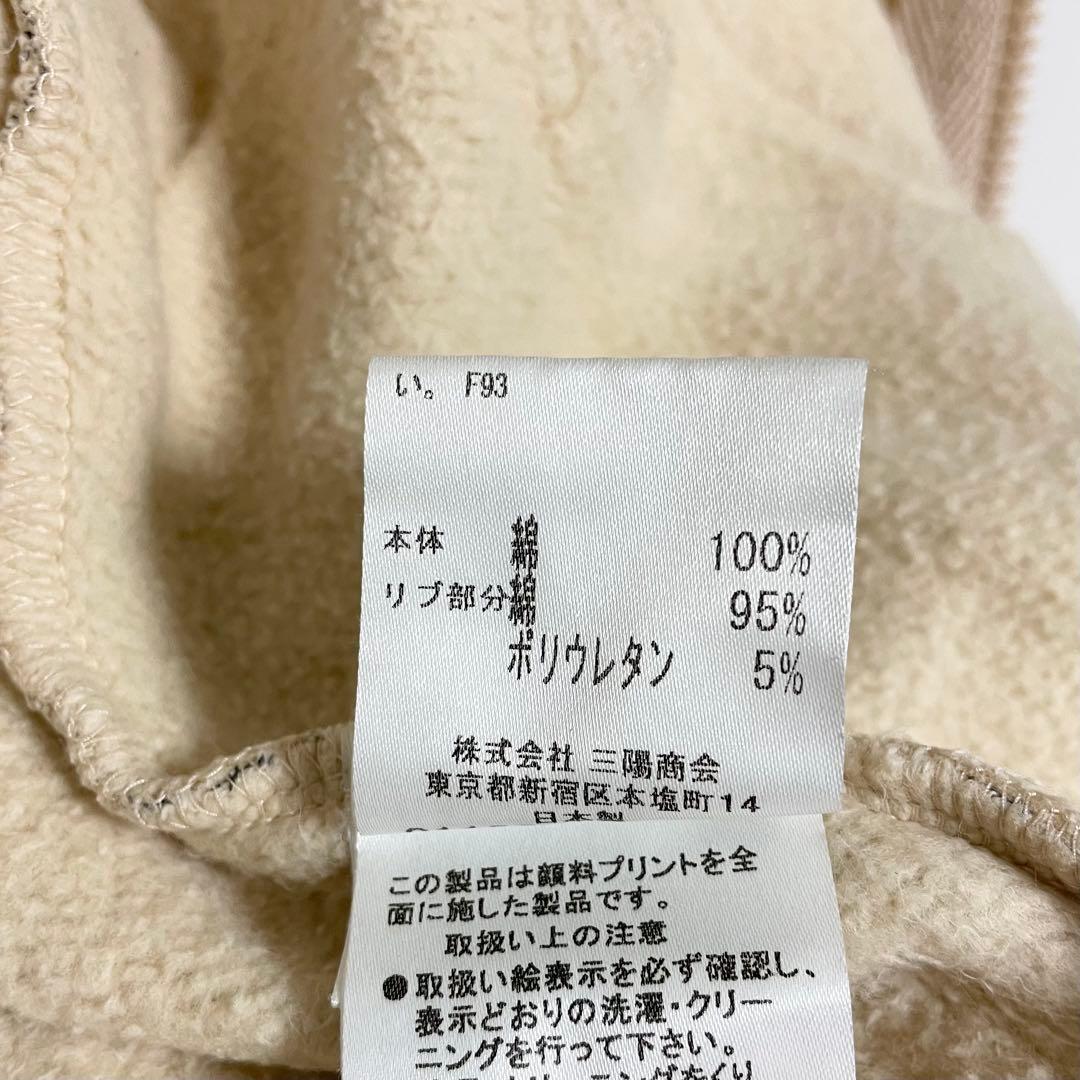 い。 F93
本体 綿 100%
リブ部分綿 95%
ポリウレタン 5%
株式会社 三陽商会
東京都新宿区本塩町14
日本製
この製品は顔料プリントを全
面に施した製品です。
取扱い上の注意
●取扱い絵表示を必ず確認し、
表示どおりの洗濯・クリー
ニングを行って下さい。